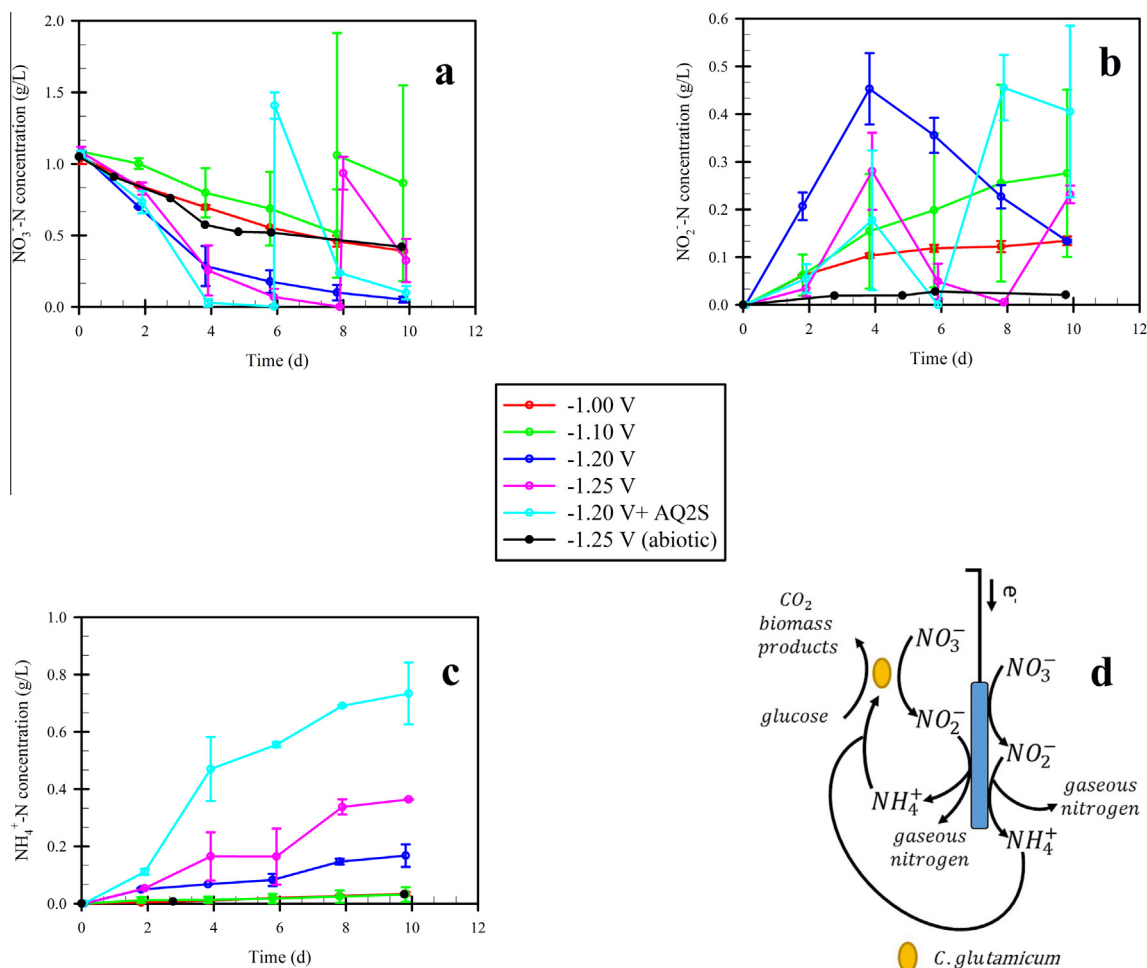 a
NO₃⁻-N concentration (g/L)
2.0
1.5
1.0
0.5
0.0
0 2 4 6 8 10 12
Time (d)
b
NO₂⁻-N concentration (g/L)
0.6
0.5
0.4
0.3
0.2
0.1
0.0
0 2 4 6 8 10 12
Time (d)
-1.00 V
-1.10 V
-1.20 V
-1.25 V
-1.20 V+ AQ2S
-1.25 V (abiotic)
c
NH₄⁺-N concentration (g/L)
1.0
0.8
0.6
0.4
0.2
0.0
0 2 4 6 8 10 12
Time (d)
d
e⁻
CO₂
biomass
products
glucose
NO₃⁻
NO₂⁻
NH₄⁺
gaseous
nitrogen
NO₃⁻
NO₂⁻
gaseous
nitrogen
NH₄⁺
C. glutamicum